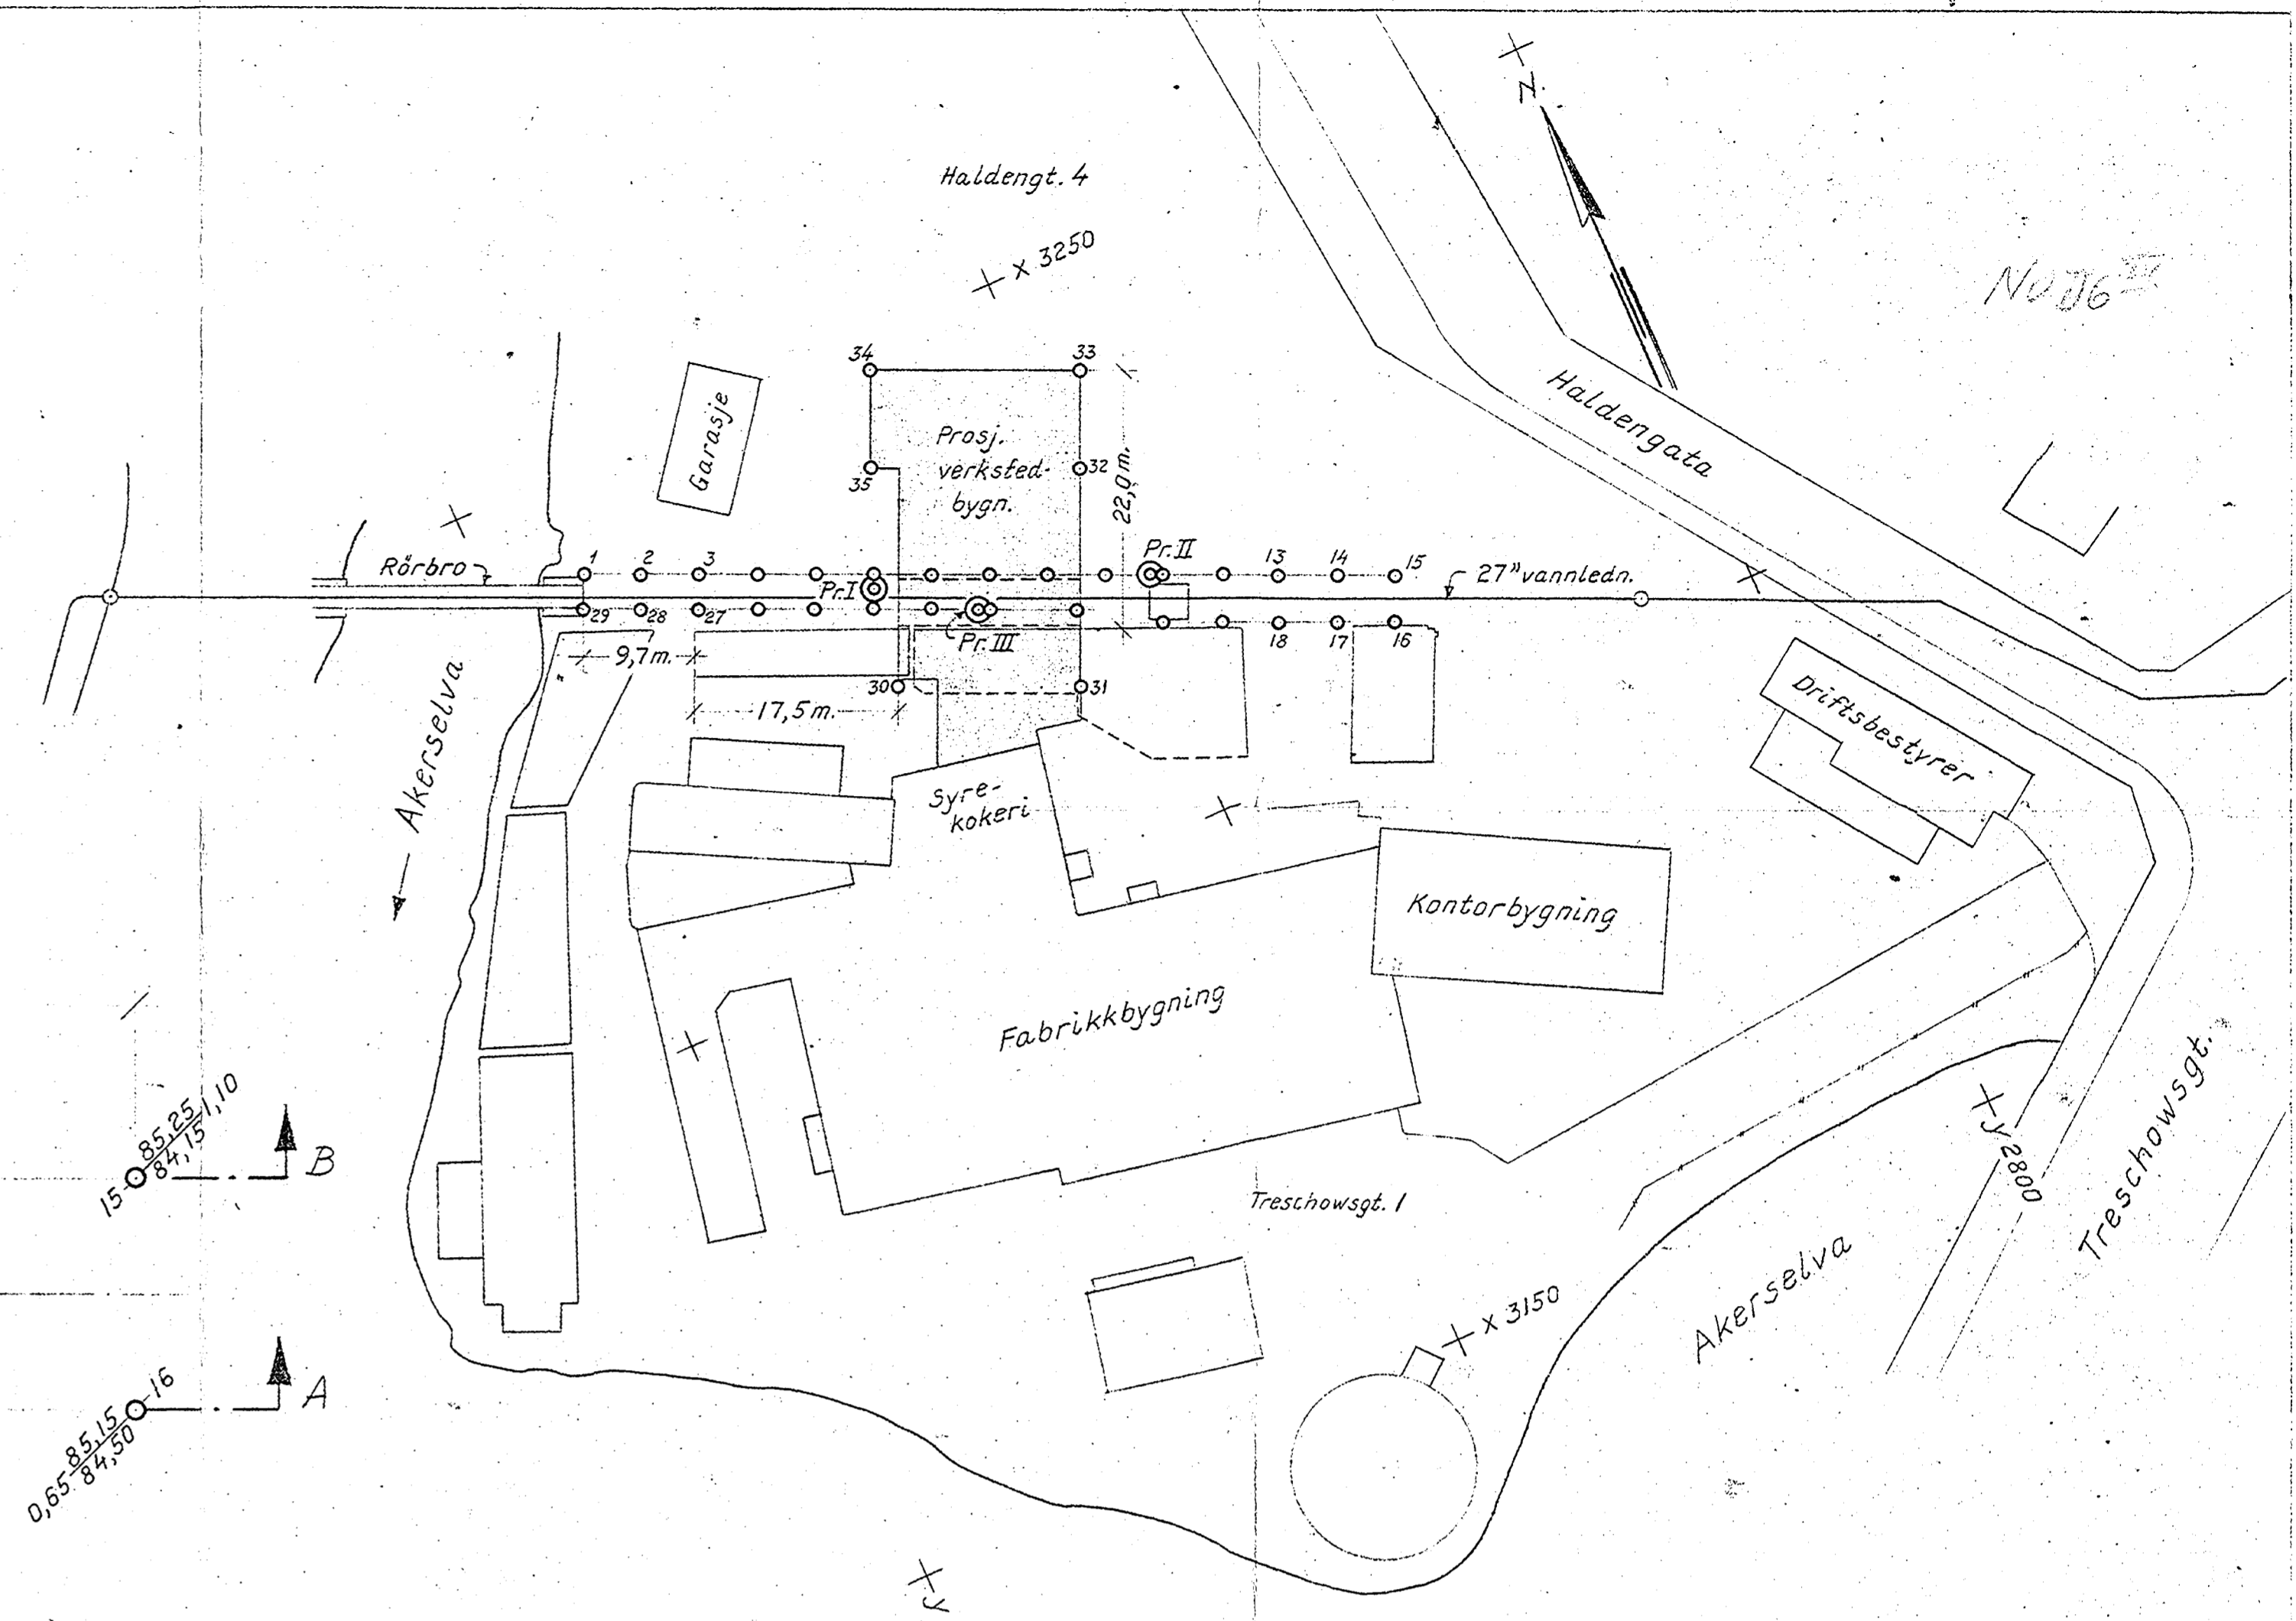 N.
Haldengt. 4
x 3250
34
33
Garasje
Prosj.
verksted-
bygn.
35
32
22,0 m.
Haldengata
Rörbro
1
2
3
Pr. I
Pr. II
13
14
15
27" vannledn.
29
28
27
Pr. III
18
17
16
9,7 m.
30
31
17,5 m.
Driftsbestyrer
Akerselva
Syre-
kokeri
Kontorbygning
Fabrikkbygning
15
85,25
84,15
1,10
B
Treschowsgt. 1
y 2800
Treschowsgt.
Akerselva
x 3150
16
0,65
85,15
84,50
A
y